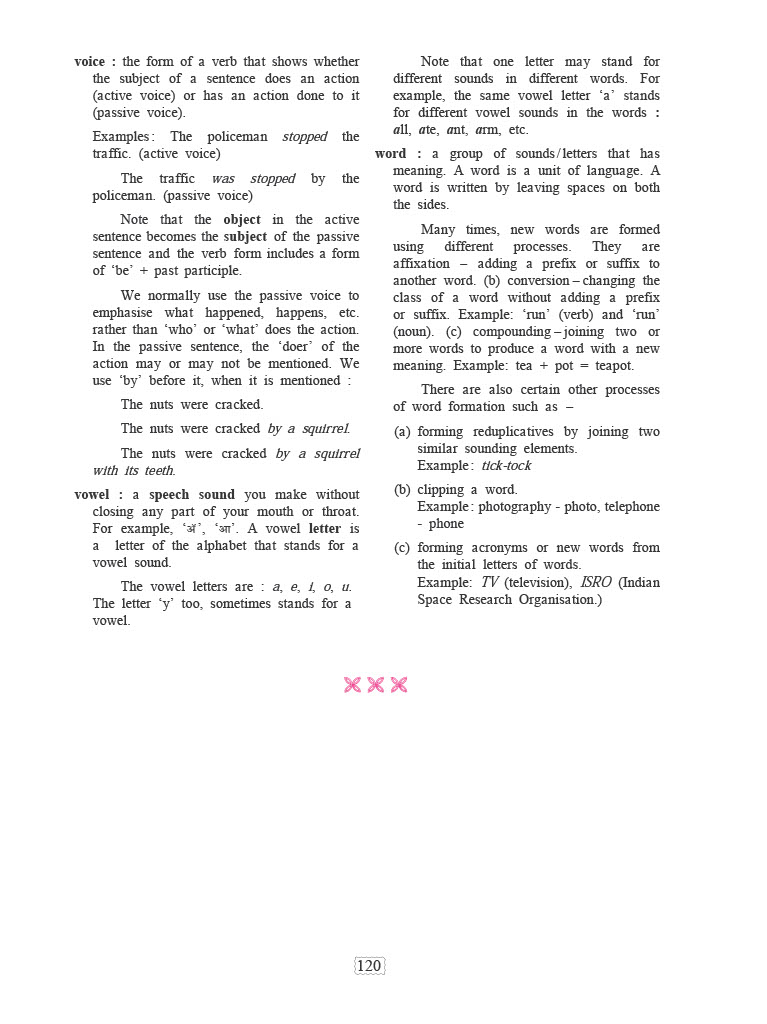 voice : the form of a verb that shows whether
the subject of a sentence does an action
(active voice) or has an action done to it
(passive voice).
Examples: The policeman stopped the
traffic. (active voice)
The traffic was stopped by the
policeman. (passive voice)
Note that the object in the active
sentence becomes the subject of the passive
sentence and the verb form includes a form
of ‘be’ + past participle.
We normally use the passive voice to
emphasise what happened, happens, etc.
rather than ‘who’ or ‘what’ does the action.
In the passive sentence, the ‘doer’ of the
action may or may not be mentioned. We
use ‘by’ before it, when it is mentioned :
The nuts were cracked.
The nuts were cracked by a squirrel.
The nuts were cracked by a squirrel
with its teeth.
vowel : a speech sound you make without
closing any part of your mouth or throat.
For example, ‘ॲ’, ‘आ’. A vowel letter is
a letter of the alphabet that stands for a
vowel sound.
The vowel letters are : a, e, i, o, u.
The letter ‘y’ too, sometimes stands for a
vowel.
Note that one letter may stand for
different sounds in different words. For
example, the same vowel letter ‘a’ stands
for different vowel sounds in the words :
all, ate, ant, arm, etc.
word : a group of sounds/letters that has
meaning. A word is a unit of language. A
word is written by leaving spaces on both
the sides.
Many times, new words are formed
using different processes. They are
affixation – adding a prefix or suffix to
another word. (b) conversion – changing the
class of a word without adding a prefix
or suffix. Example: ‘run’ (verb) and ‘run’
(noun). (c) compounding – joining two or
more words to produce a word with a new
meaning. Example: tea + pot = teapot.
There are also certain other processes
of word formation such as –
(a) forming reduplicatives by joining two
similar sounding elements.
Example: tick-tock
(b) clipping a word.
Example: photography - photo, telephone
- phone
(c) forming acronyms or new words from
the initial letters of words.
Example: TV (television), ISRO (Indian
Space Research Organisation.)
120